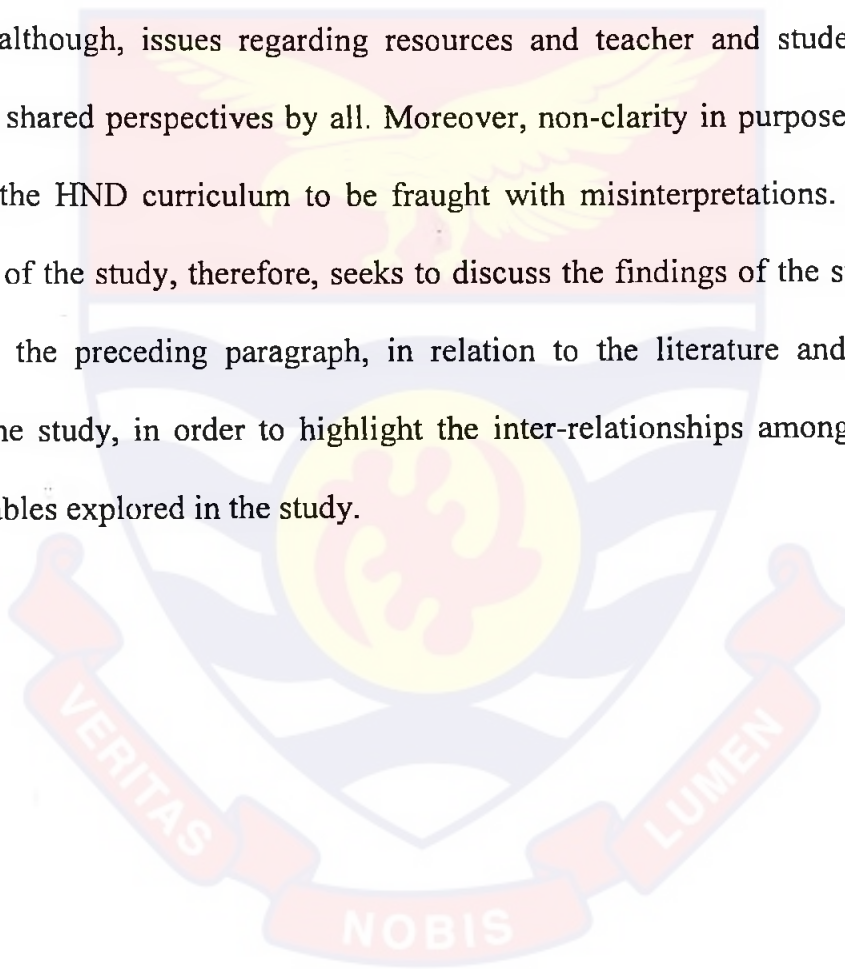 although, issues regarding resources and teacher and stude
shared perspectives by all. Moreover, non-clarity in purpose
the HND curriculum to be fraught with misinterpretations.
of the study, therefore, seeks to discuss the findings of the s
the preceding paragraph, in relation to the literature and
he study, in order to highlight the inter-relationships among
bles explored in the study.
VERITAS
NOBIS
LUMEN